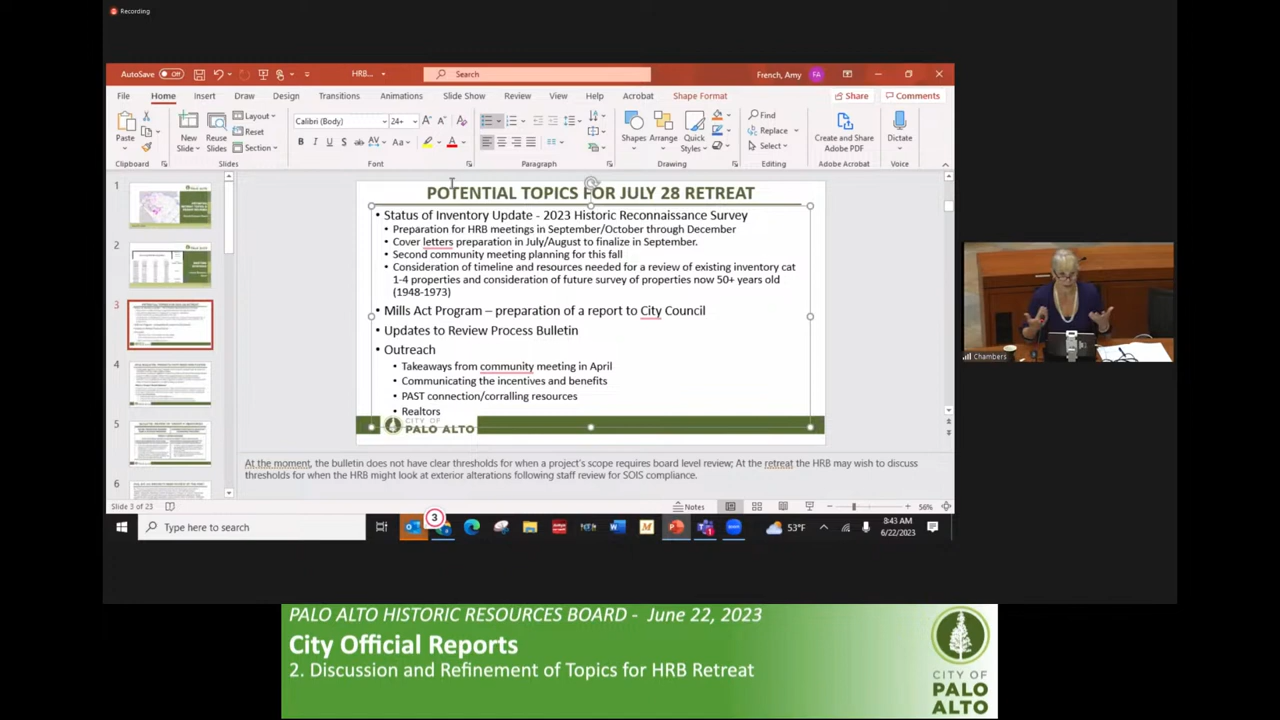 Recording
AutoSave Off HRB... Search French, Amy FA
File Home Insert Draw Design Transitions Animations Slide Show Review View Help Acrobat Shape Format Share Comments
Calibri (Body) 24+ Layout Reset Section Find Replace Select
Paste New Slide Reuse Slides Shapes Arrange Quick Styles Create and Share Adobe PDF Dictate
Clipboard Slides Font Paragraph Drawing Editing Adobe Acrobat Voice
1
2
3
4
5
6
POTENTIAL TOPICS FOR JULY 28 RETREAT
• Status of Inventory Update - 2023 Historic Reconnaissance Survey
• Preparation for HRB meetings in September/October through December
• Cover letters preparation in July/August to finalize in September.
• Second community meeting planning for this fall
• Consideration of timeline and resources needed for a review of existing inventory cat
1-4 properties and consideration of future survey of properties now 50+ years old
(1948-1973)
• Mills Act Program – preparation of a report to City Council
• Updates to Review Process Bulletin
• Outreach
• Takeaways from community meeting in April
• Communicating the incentives and benefits
• PAST connection/corralling resources
• Realtors
CITY OF
PALO ALTO
At the moment, the bulletin does not have clear thresholds for when a project's scope requires board level review; At the retreat the HRB may wish to discuss
thresholds for when the HRB might look at exterior alterations following staff review for SOIS compliance.
Slide 3 of 23 Notes 56%
Type here to search 3 53°F 8:43 AM
6/22/2023
Chambers
PALO ALTO HISTORIC RESOURCES BOARD - June 22, 2023
City Official Reports
2. Discussion and Refinement of Topics for HRB Retreat
CITY OF
PALO
ALTO